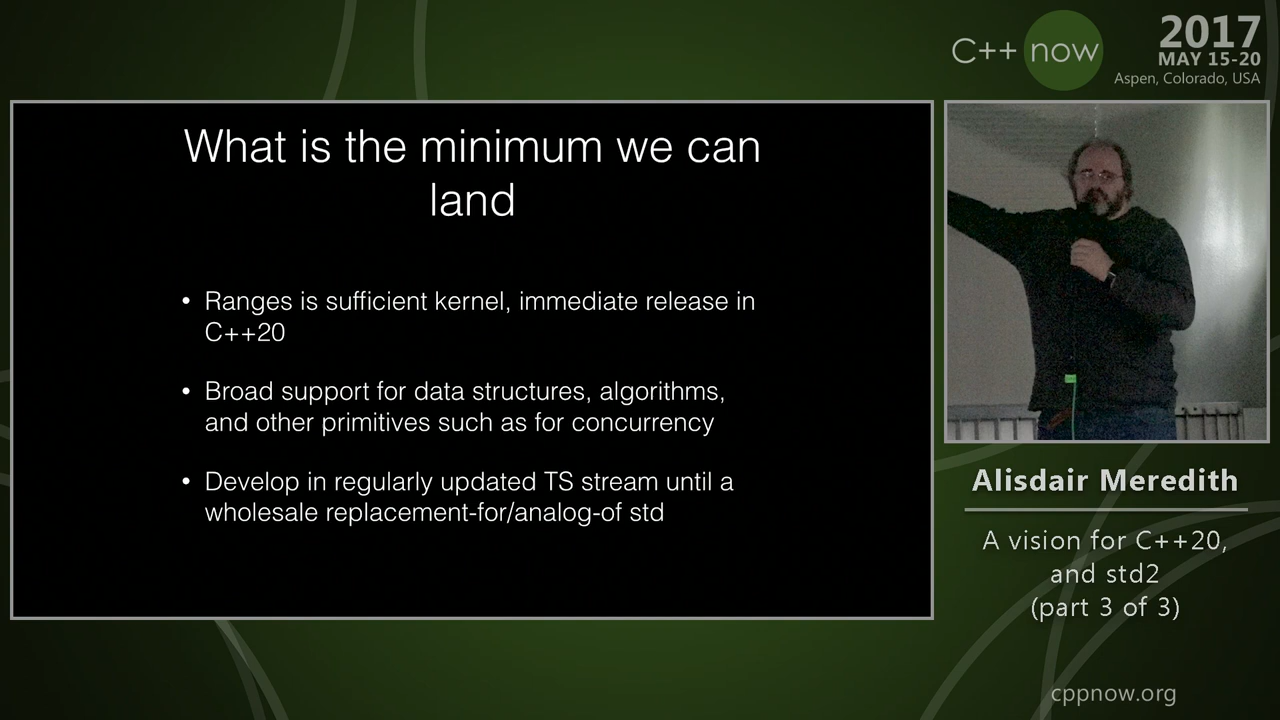 C++ now
2017
MAY 15-20
Aspen, Colorado, USA
What is the minimum we can
land
• Ranges is sufficient kernel, immediate release in
C++20
• Broad support for data structures, algorithms,
and other primitives such as for concurrency
• Develop in regularly updated TS stream until a
wholesale replacement-for/analog-of std
Alisdair Meredith
A vision for C++20,
and std2
(part 3 of 3)
cppnow.org